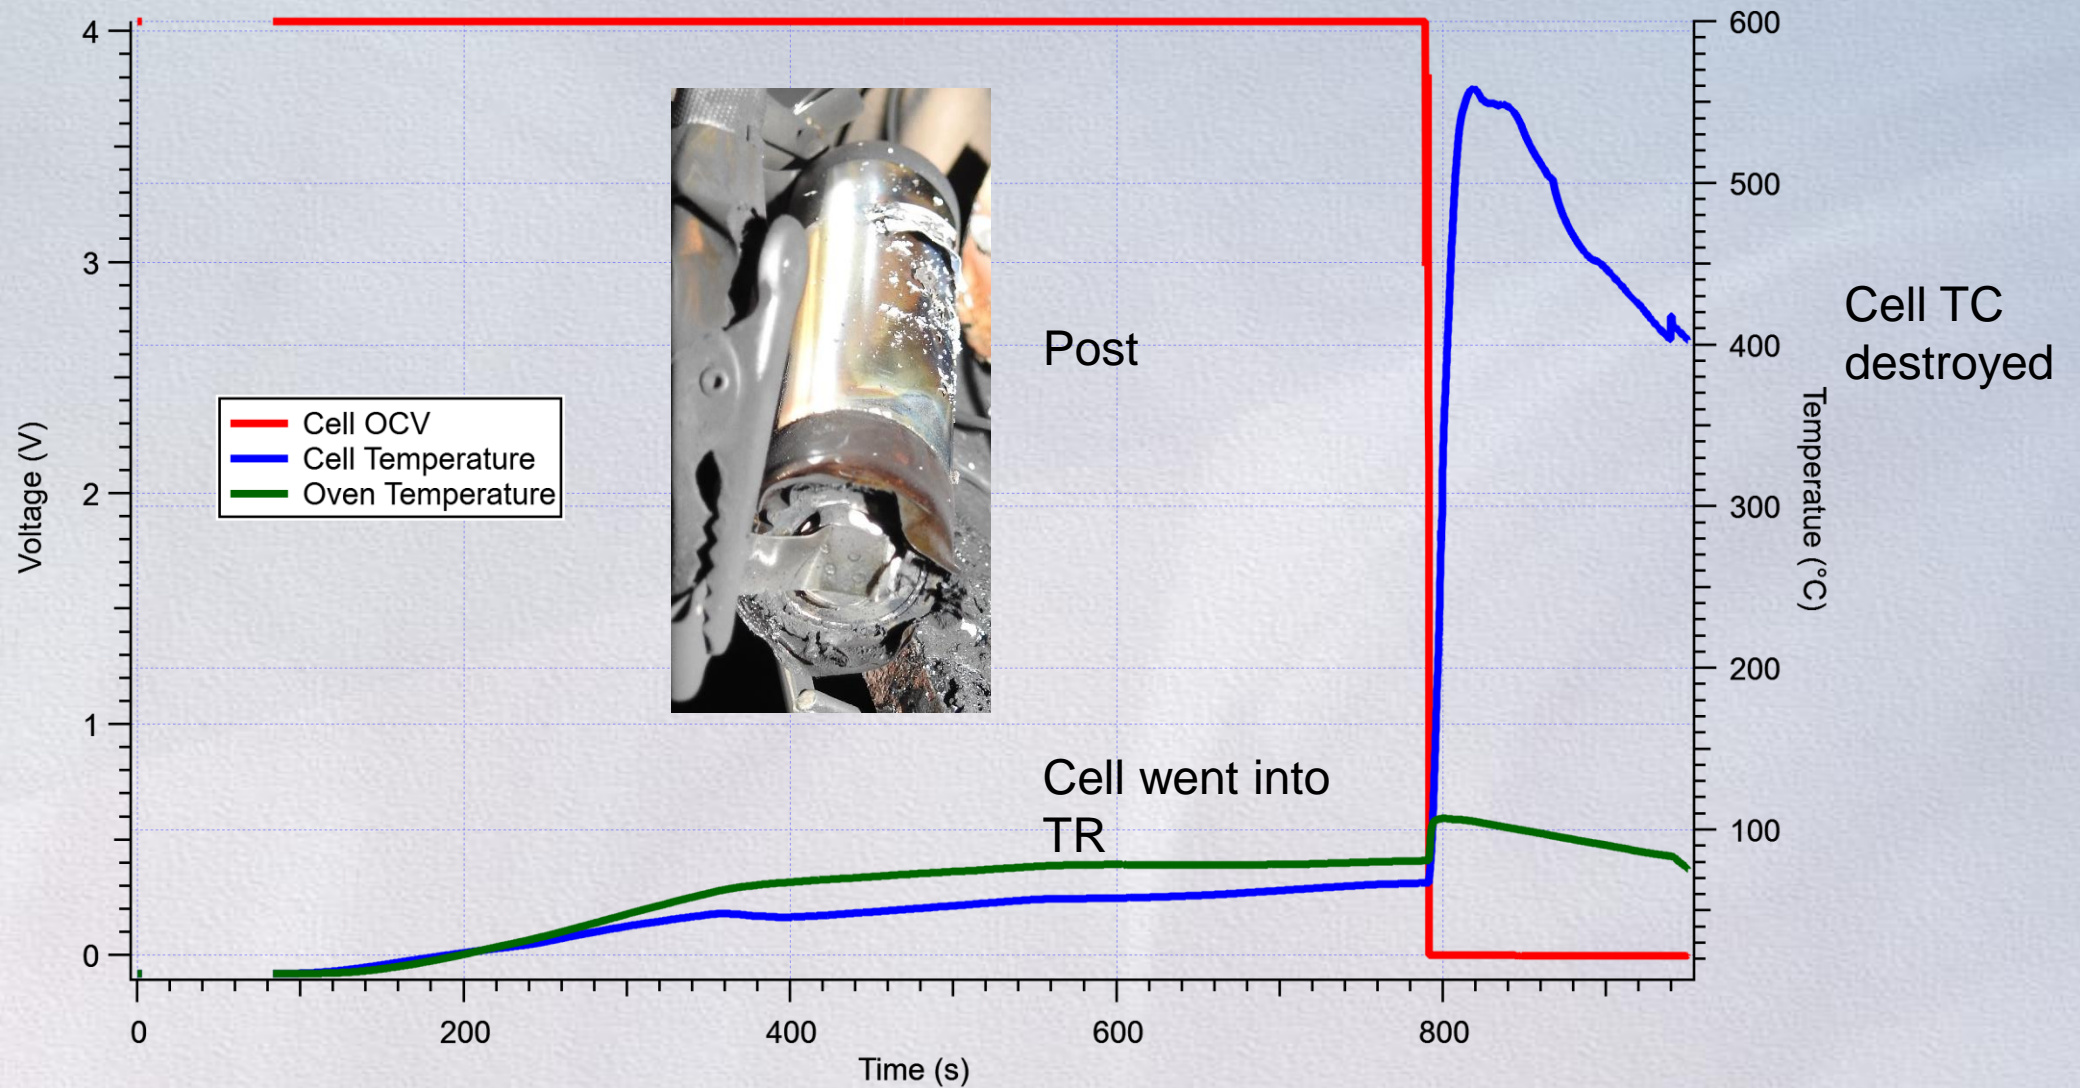 4
3
2
1
0
Voltage (V)
Cell OCV
Cell Temperature
Oven Temperature
Post
Cell went into
TR
600
500
400
300
200
100
Temperatue (°C)
Cell TC
destroyed
0
200
400
600
800
Time (s)